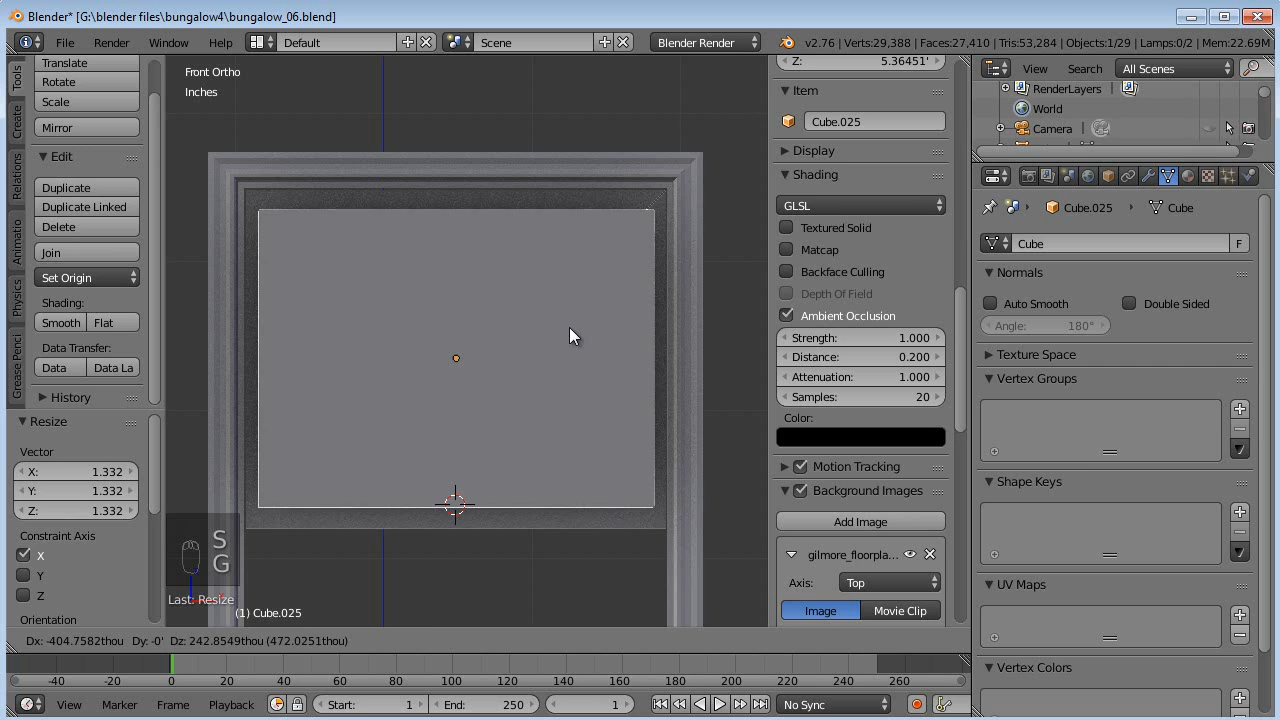 Blender* [G:\blender files\bungalow4\bungalow_06.blend]
File Render Window Help Default Scene Blender Render v2.76 | Verts:29,388 | Faces:27,410 | Tris:53,284 | Objects:1/29 | Lamps:0/2 | Mem:22.69M
Tools
Create
Relations
Animatio
Physics
Grease Penci
Translate
Rotate
Scale
Mirror
Edit
Duplicate
Duplicate Linked
Delete
Join
Set Origin
Shading:
Smooth Flat
Data Transfer:
Data Data La
History
Resize
Vector
X: 1.332
Y: 1.332
Z: 1.332
Constraint Axis
X
Y
Z
Orientation
Front Ortho
Inches
S
G
Last: Resize
(1) Cube.025
Dx: -404.7582thou Dy: -0' Dz: 242.8549thou (472.0251thou)
Z: 5.36451'
Item
Cube.025
Display
Shading
GLSL
Textured Solid
Matcap
Backface Culling
Depth Of Field
Ambient Occlusion
Strength: 1.000
Distance: 0.200
Attenuation: 1.000
Samples: 20
Color:
Motion Tracking
Background Images
Add Image
gilmore_floorpla...
Axis: Top
Image Movie Clip
View Search All Scenes
RenderLayers
World
Camera
Cube.025 Cube
Cube F
Normals
Auto Smooth Double Sided
Angle: 180°
Texture Space
Vertex Groups
Shape Keys
UV Maps
Vertex Colors
-40 -20 0 20 40 60 80 100 120 140 160 180 200 220 240 260
View Marker Frame Playback Start: 1 End: 250 1 No Sync